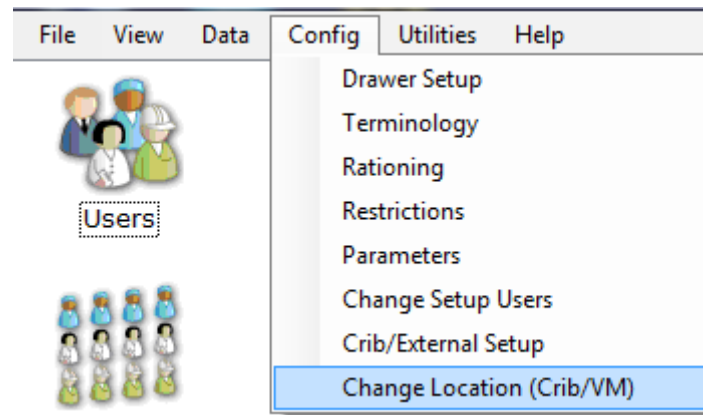 File View Data Config Utilities Help
Drawer Setup
Terminology
Rationing
Restrictions
Users
Parameters
Change Setup Users
Crib/External Setup
Change Location (Crib/VM)